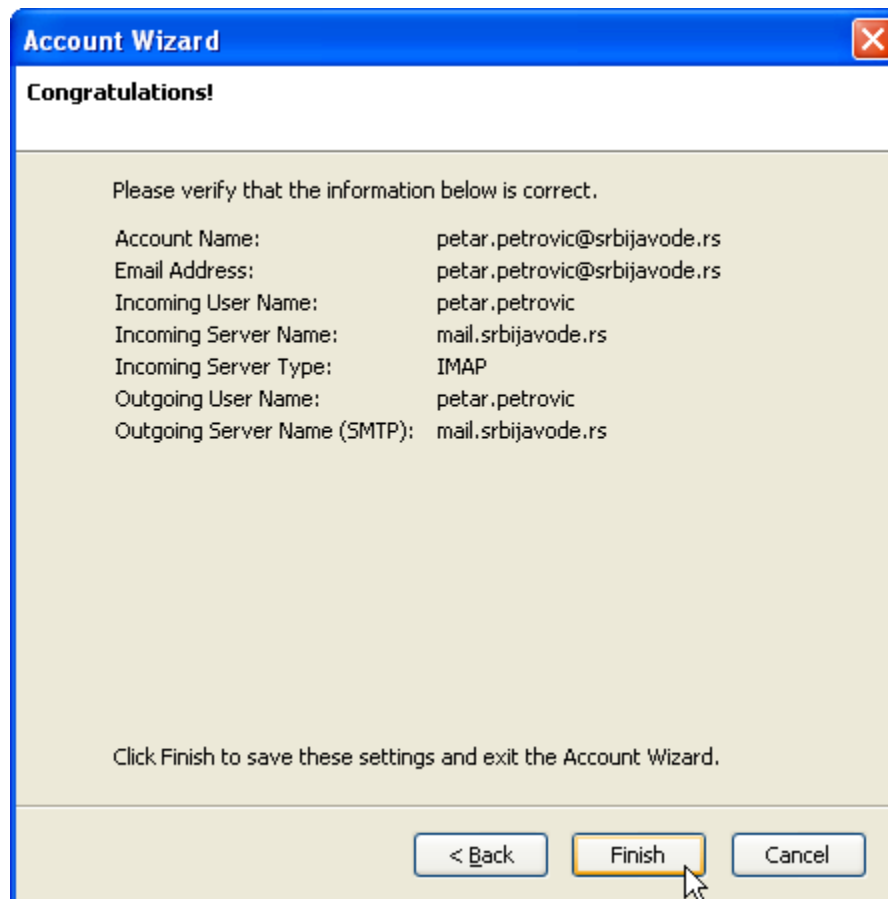 Account Wizard
Congratulations!
Please verify that the information below is correct.
Account Name: petar.petrovic@srbijavode.rs
Email Address: petar.petrovic@srbijavode.rs
Incoming User Name: petar.petrovic
Incoming Server Name: mail.srbijavode.rs
Incoming Server Type: IMAP
Outgoing User Name: petar.petrovic
Outgoing Server Name (SMTP): mail.srbijavode.rs
Click Finish to save these settings and exit the Account Wizard.
< Back Finish Cancel